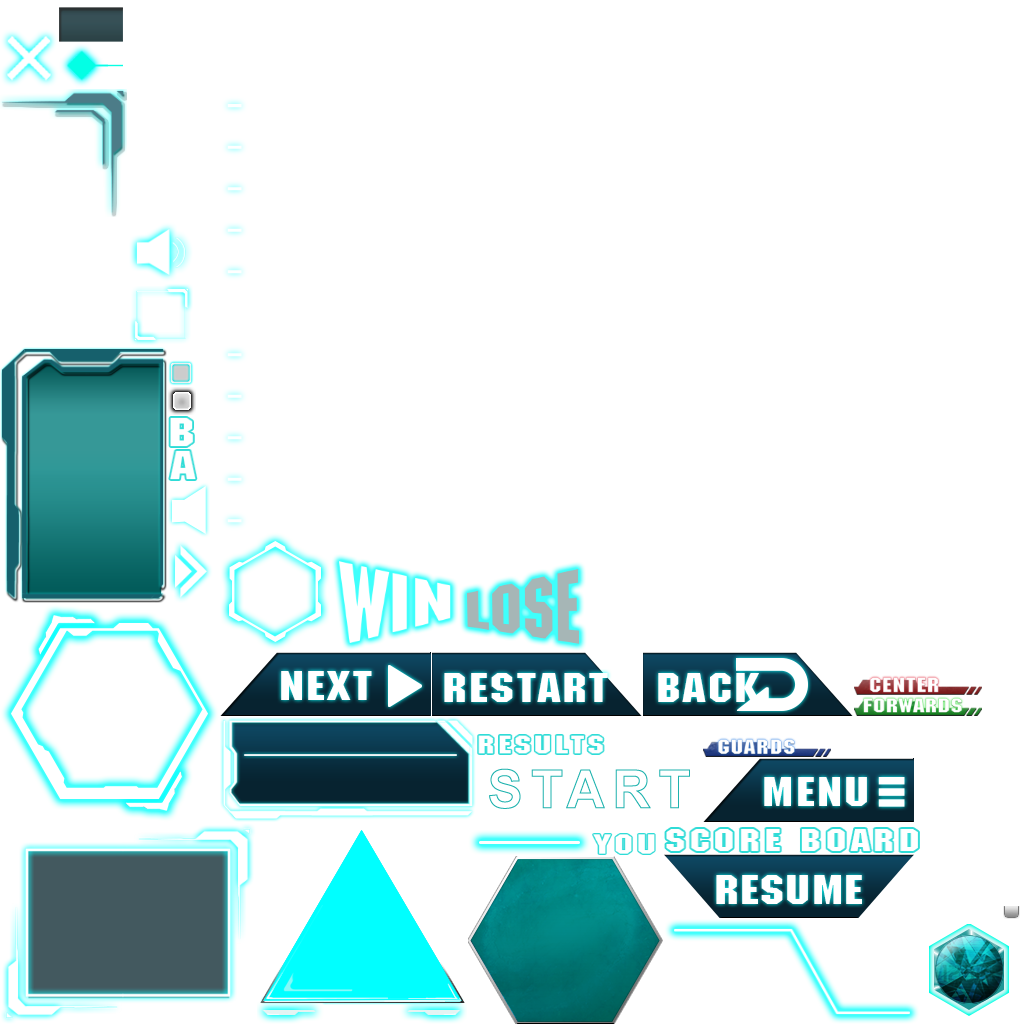 B
A
WIN LOSE
NEXT
RESTART
BACK
CENTER
FORWARDS
RESULTS
GUARDS
START
MENU
YOU
SCORE BOARD
RESUME